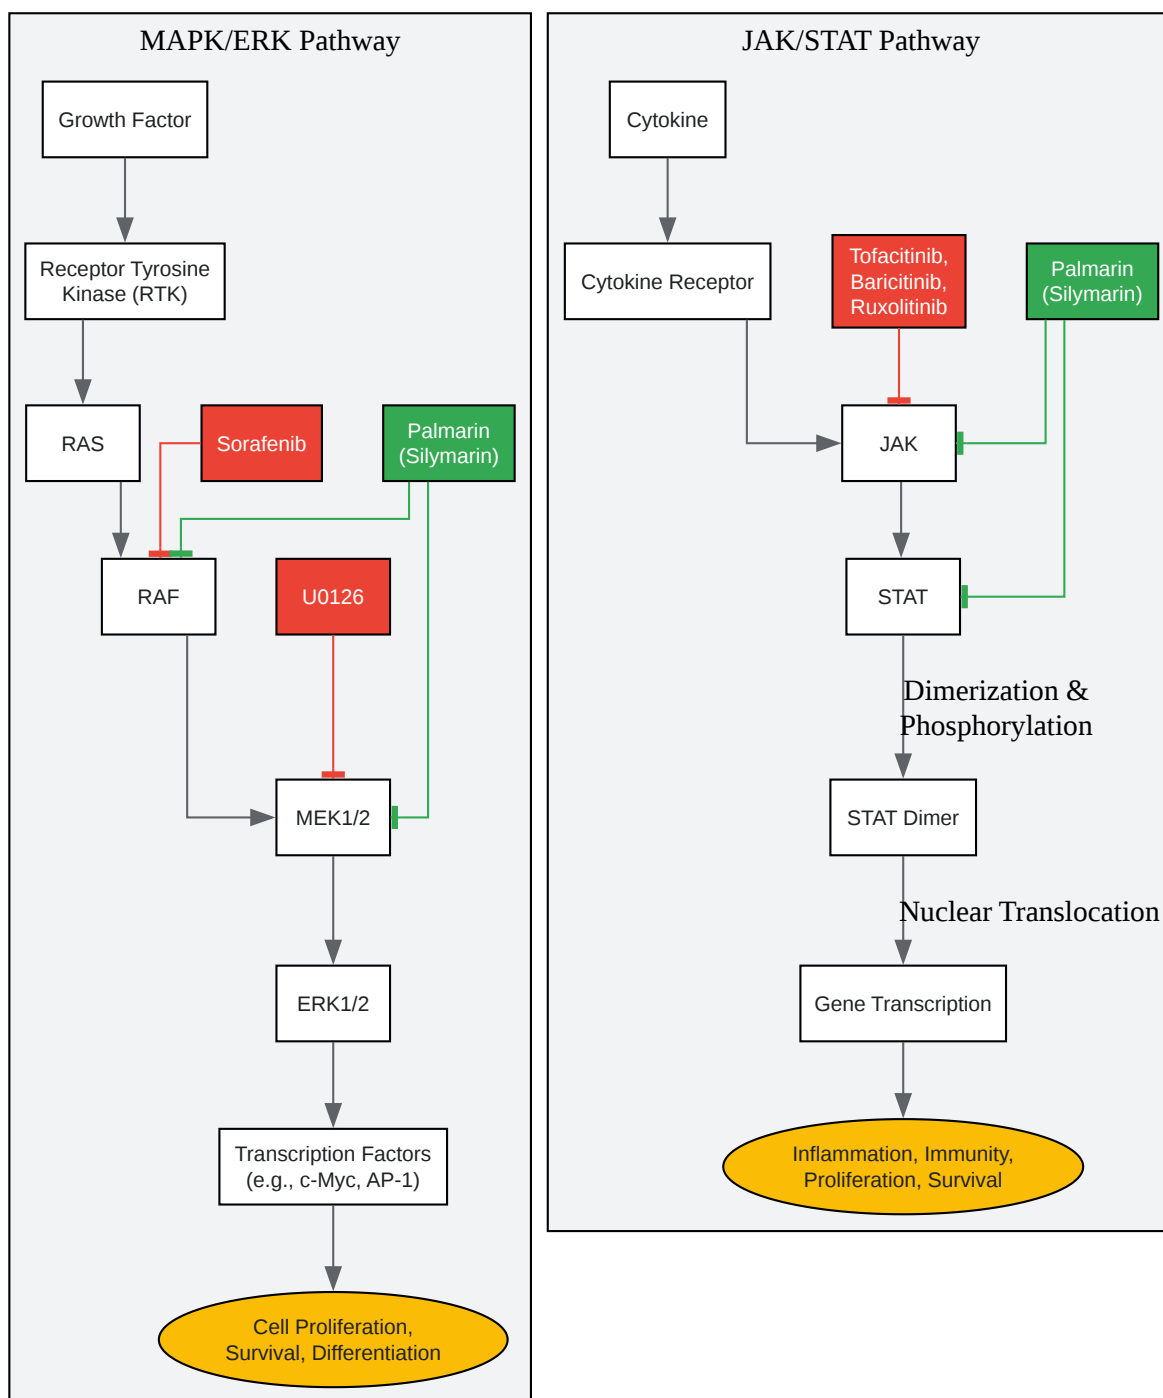 MAPK/ERK Pathway
Growth Factor
Receptor Tyrosine
Kinase (RTK)
RAS
Sorafenib
Palmarin
(Silymarin)
RAF
U0126
MEK1/2
ERK1/2
Transcription Factors
(e.g., c-Myc, AP-1)
Cell Proliferation,
Survival, Differentiation
JAK/STAT Pathway
Cytokine
Cytokine Receptor
Tofacitinib,
Baricitinib,
Ruxolitinib
Palmarin
(Silymarin)
JAK
STAT
Dimerization &
Phosphorylation
STAT Dimer
Nuclear Translocation
Gene Transcription
Inflammation, Immunity,
Proliferation, Survival